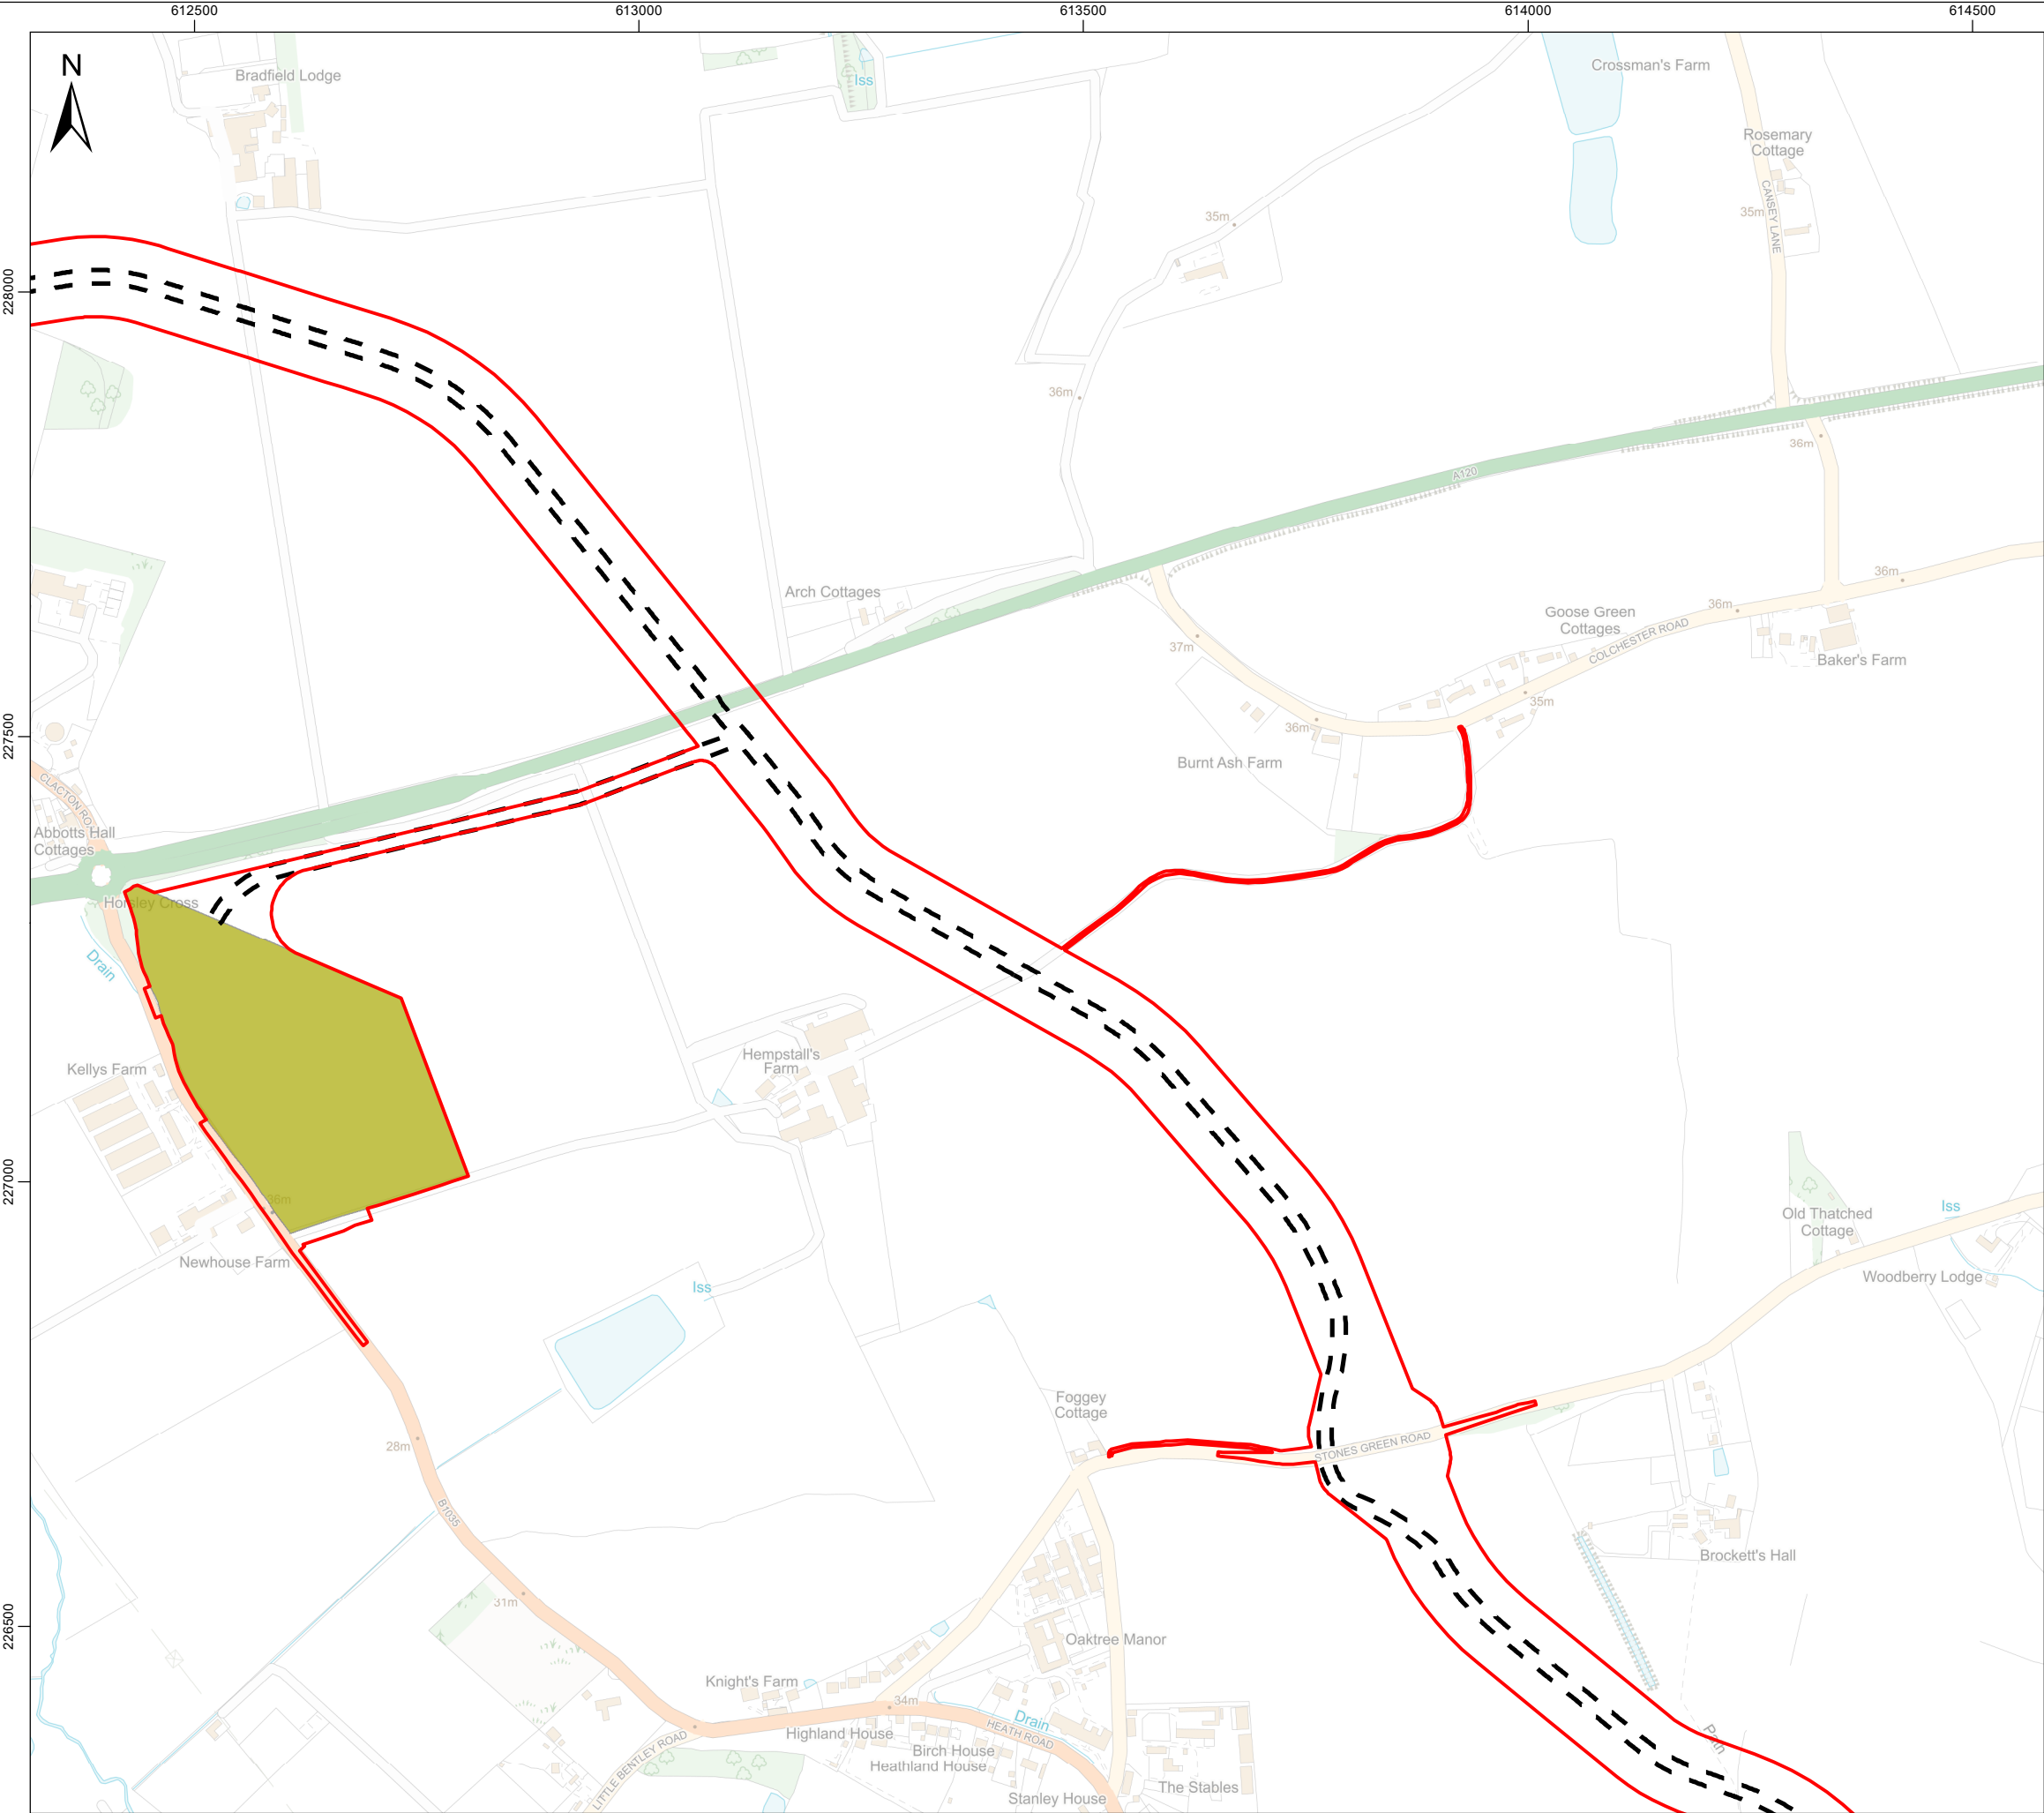 612500
613000
613500
614000
614500
N
Bradfield Lodge
Iss
Crossman's Farm
Rosemary
Cottage
CANSEY LANE
35m
35m
228000
36m
36m
A120
Arch Cottages
36m
36m
Goose Green
Cottages
COLCHESTER ROAD
37m
Baker's Farm
35m
36m
227500
Burnt Ash Farm
CLACTON RO
Abbotts Hall
Cottages
Horsley Cross
Drain
Hempstall's
Farm
Kellys Farm
227000
36m
Old Thatched
Cottage
Iss
Newhouse Farm
Woodberry Lodge
Iss
Foggey
Cottage
28m
STONES GREEN ROAD
B1035
Brockett's Hall
31m
226500
Oaktree Manor
Knight's Farm
34m
Highland House
Drain
HEATH ROAD
Birch House
Heathland House
Path
LITTLE BENTLEY ROAD
The Stables
Stanley House